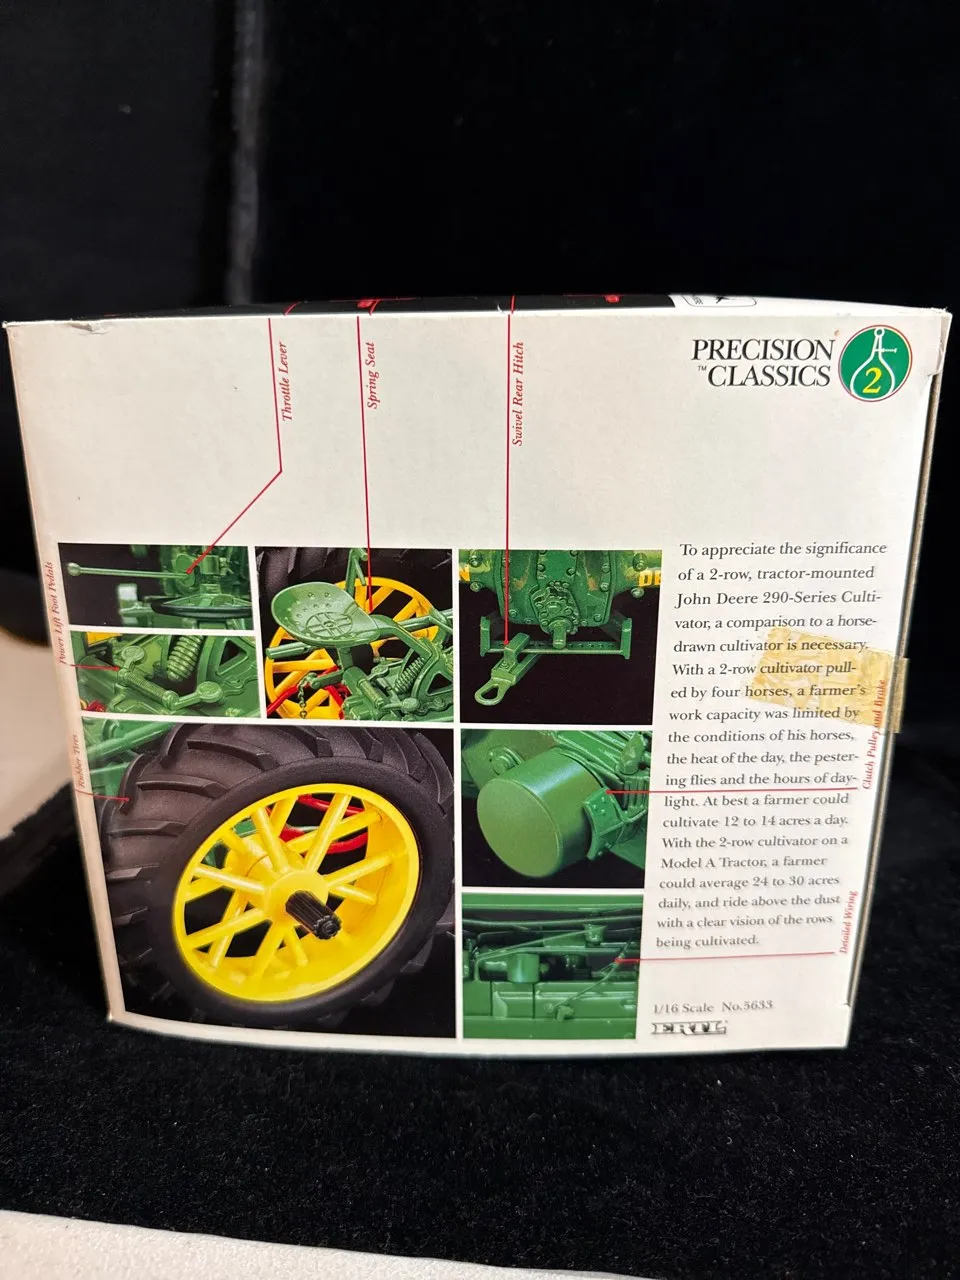 Throttle Lever
Spring Seat
Swivel Rear Hitch
PRECISION
™CLASSICS
2
Power Lift Foot Pedals
Rubber Tires
DE
To appreciate the significance
of a 2-row, tractor-mounted
John Deere 290-Series Culti-
vator, a comparison to a horse-
drawn cultivator is necessary.
With a 2-row cultivator pull-
ed by four horses, a farmer's
work capacity was limited by
the conditions of his horses,
the heat of the day, the pester-
ing flies and the hours of day-
light. At best a farmer could
cultivate 12 to 14 acres a day.
With the 2-row cultivator on a
Model A Tractor, a farmer
could average 24 to 30 acres
daily, and ride above the dust
with a clear vision of the rows
being cultivated.
Clutch Pulley and Brake
Detailed Wiring
1/16 Scale No.5633
ERTL